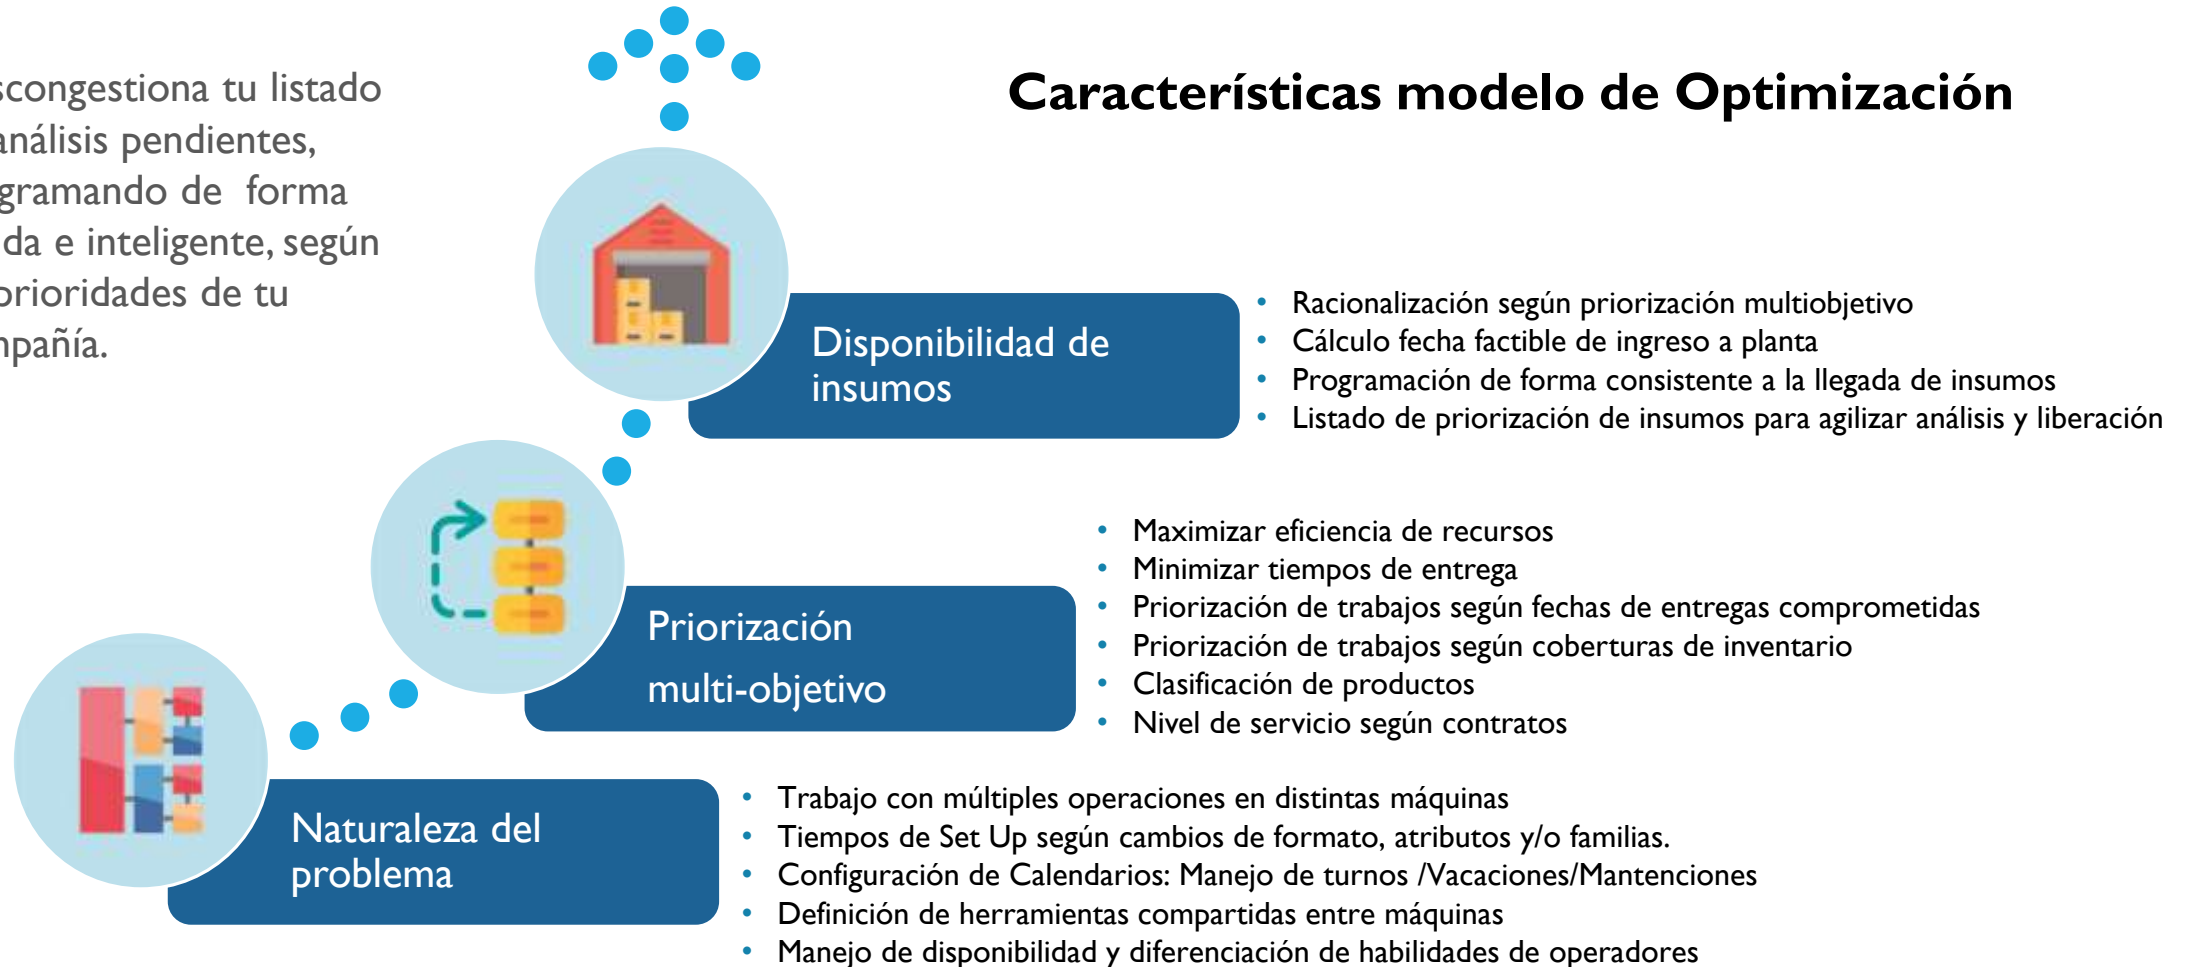 scongestiona tu listado
análisis pendientes,
gramando de forma
da e inteligente, según
prioridades de tu
mpañía.
Características modelo de Optimización
Disponibilidad de
insumos
• Racionalización según priorización multiobjetivo
• Cálculo fecha factible de ingreso a planta
• Programación de forma consistente a la llegada de insumos
• Listado de priorización de insumos para agilizar análisis y liberación
Priorización
multi-objetivo
• Maximizar eficiencia de recursos
• Minimizar tiempos de entrega
• Priorización de trabajos según fechas de entregas comprometidas
• Priorización de trabajos según coberturas de inventario
• Clasificación de productos
• Nivel de servicio según contratos
Naturaleza del
problema
• Trabajo con múltiples operaciones en distintas máquinas
• Tiempos de Set Up según cambios de formato, atributos y/o familias.
• Configuración de Calendarios: Manejo de turnos /Vacaciones/Mantenciones
• Definición de herramientas compartidas entre máquinas
• Manejo de disponibilidad y diferenciación de habilidades de operadores